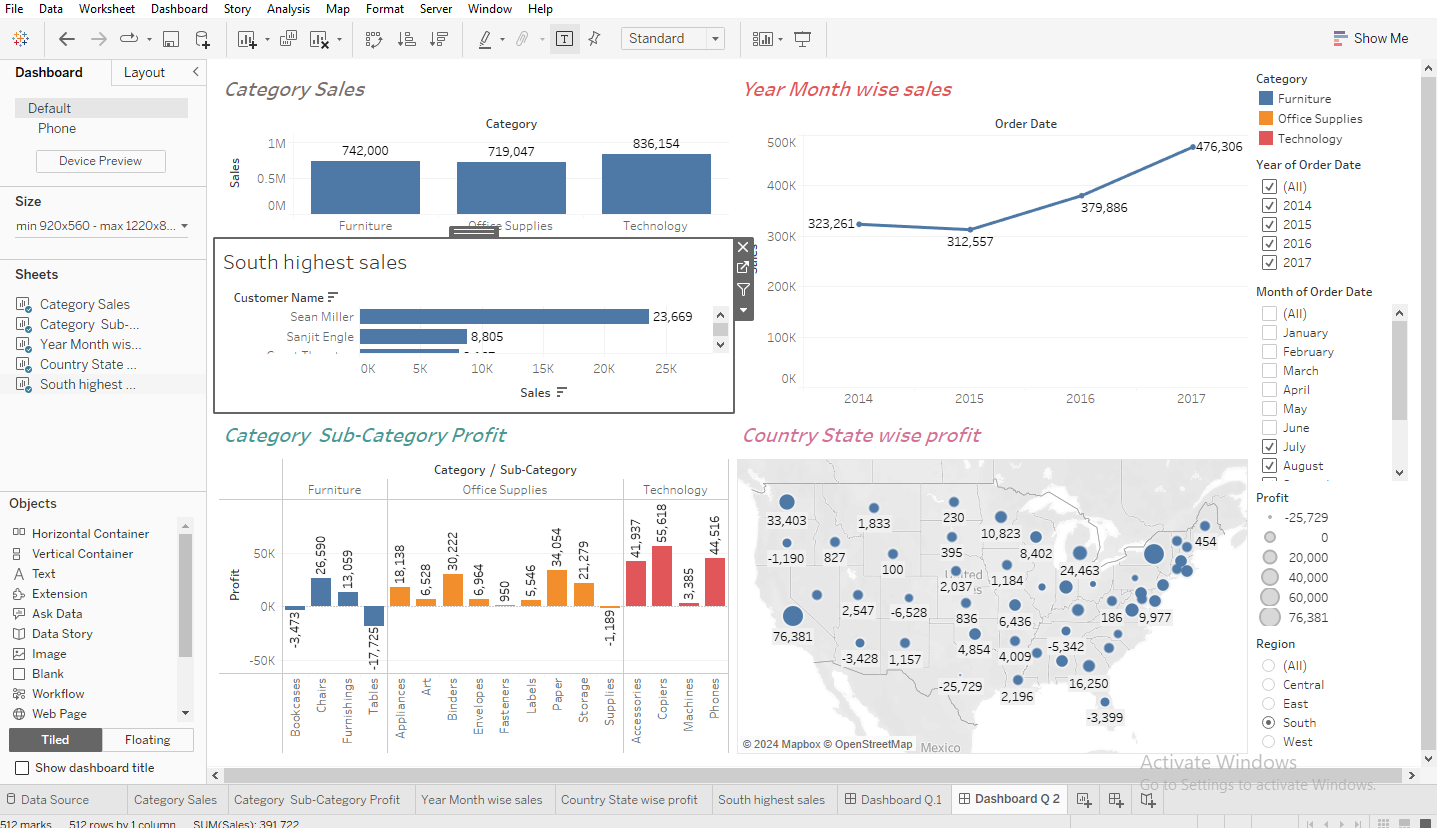 File Data Worksheet Dashboard Story Analysis Map Format Server Window Help
Standard
Show Me
Dashboard Layout
Default
Phone
Device Preview
Size
min 920x560 - max 1220x8...
Sheets
Category Sales
Category Sub-...
Year Month wis...
Country State ...
South highest ...
Objects
Horizontal Container
Vertical Container
Text
Extension
Ask Data
Data Story
Image
Blank
Workflow
Web Page
Tiled Floating
Show dashboard title
Category Sales
Category
Sales
1M
0.5M
0M
742,000 719,047 836,154
Furniture Office Supplies Technology
South highest sales
Customer Name
Sean Miller 23,669
Sanjit Engle 8,805
0K 5K 10K 15K 20K 25K
Sales
Year Month wise sales
Order Date
500K
400K
300K
200K
100K
0K
323,261
312,557
379,886
476,306
2014 2015 2016 2017
Category Sub-Category Profit
Category / Sub-Category
Furniture Office Supplies Technology
Profit
50K
0K
-50K
-3,473 26,590 13,059 -17,725 18,138 6,528 30,222 6,964 950 5,546 34,054 21,279 -1,189 41,937 55,618 3,385 44,516
Bookcases Chairs Furnishings Tables Appliances Art Binders Envelopes Fasteners Labels Paper Storage Supplies Accessories Copiers Machines Phones
Country State wise profit
33,403
1,833
230
10,823
454
-1,190
827
395
8,402
100
24,463
United
2,037
1,184
2,547
-6,528
836
6,436
186
9,977
76,381
-3,428
1,157
4,854
4,009
-5,342
-25,729
2,196
16,250
-3,399
© 2024 Mapbox © OpenStreetMap
Mexico
Category
Furniture
Office Supplies
Technology
Year of Order Date
(All)
2014
2015
2016
2017
Month of Order Date
(All)
January
February
March
April
May
June
July
August
Profit
-25,729
0
20,000
40,000
60,000
76,381
Region
(All)
Central
East
South
West
Activate Windows
Go to Settings to activate Windows.
Data Source Category Sales Category Sub-Category Profit Year Month wise sales Country State wise profit South highest sales Dashboard Q.1 Dashboard Q 2
512 marks 512 rows by 1 column SUM(Sales): 391,722